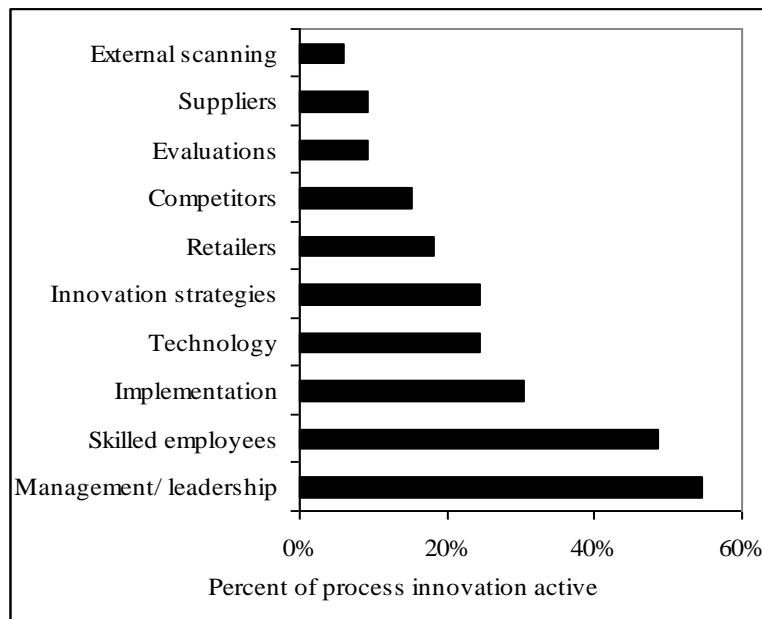 External scanning
Suppliers
Evaluations
Competitors
Retailers
Innovation strategies
Technology
Implementation
Skilled employees
Management/ leadership
0% 20% 40% 60%
Percent of process innovation active